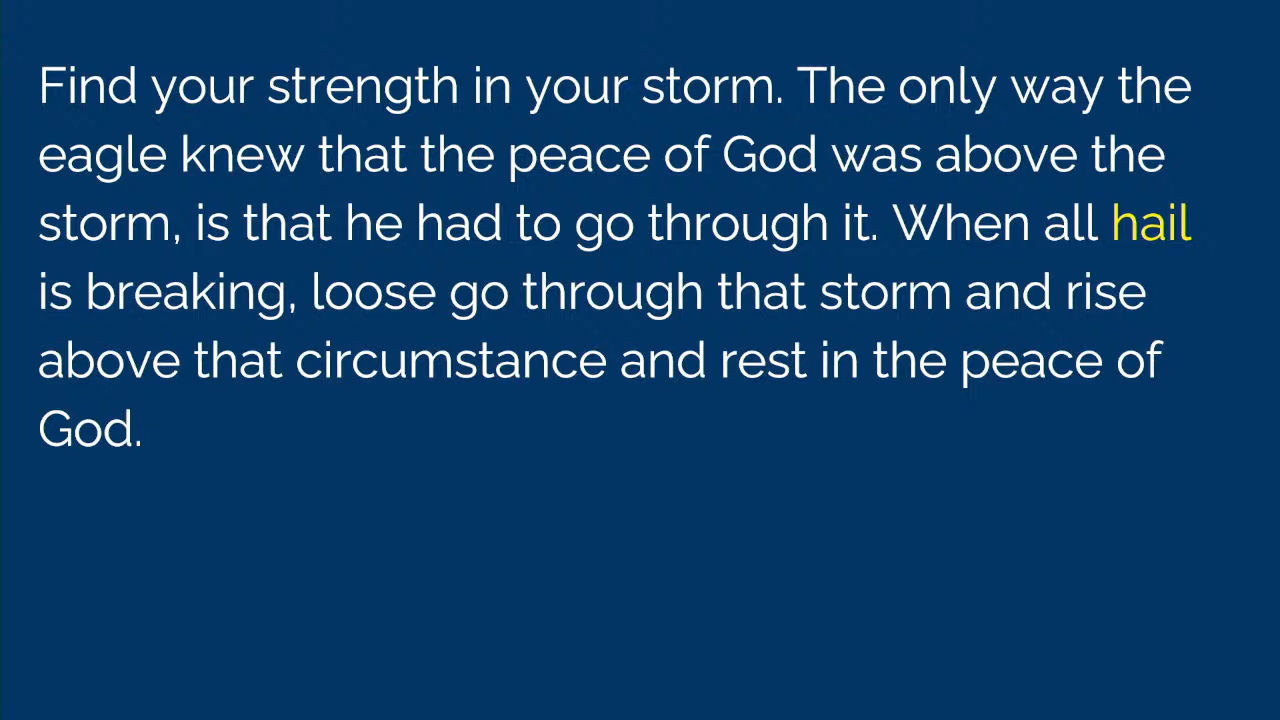 Find your strength in your storm. The only way the
eagle knew that the peace of God was above the
storm, is that he had to go through it. When all hail
is breaking, loose go through that storm and rise
above that circumstance and rest in the peace of
God.